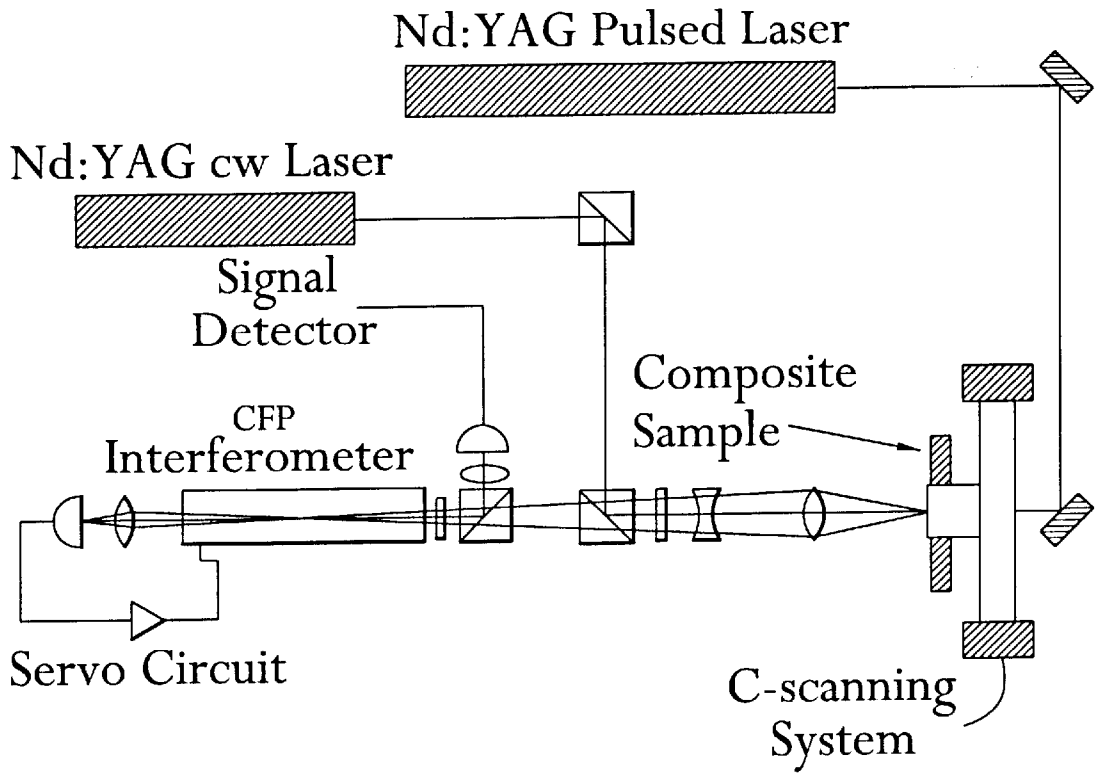 Nd:YAG Pulsed Laser
Nd:YAG cw Laser
Signal
Detector
Composite
Sample
CFP
Interferometer
Servo Circuit
C-scanning
System